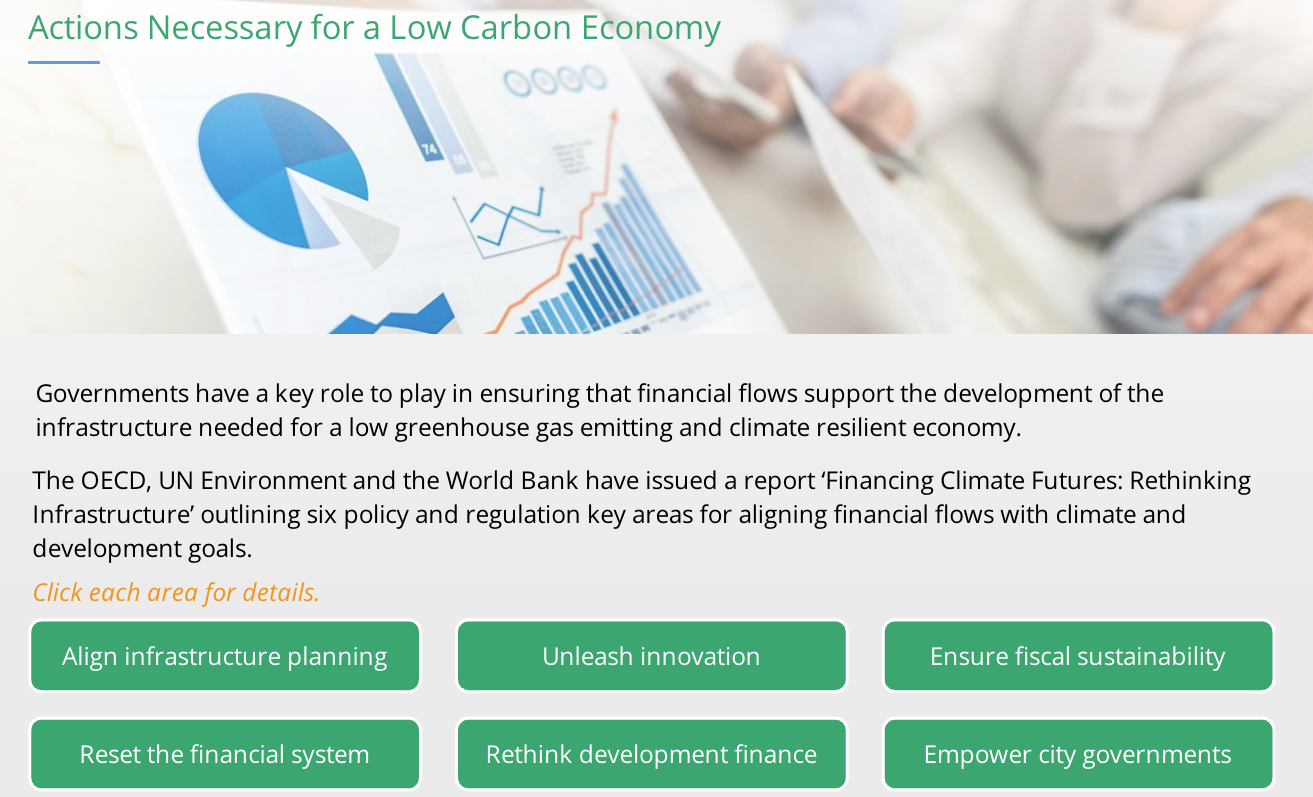 Actions Necessary for a Low Carbon Economy
74
86
Governments have a key role to play in ensuring that financial flows support the development of the
infrastructure needed for a low greenhouse gas emitting and climate resilient economy.
The OECD, UN Environment and the World Bank have issued a report ‘Financing Climate Futures: Rethinking
Infrastructure’ outlining six policy and regulation key areas for aligning financial flows with climate and
development goals.
Click each area for details.
Align infrastructure planning
Unleash innovation
Ensure fiscal sustainability
Reset the financial system
Rethink development finance
Empower city governments